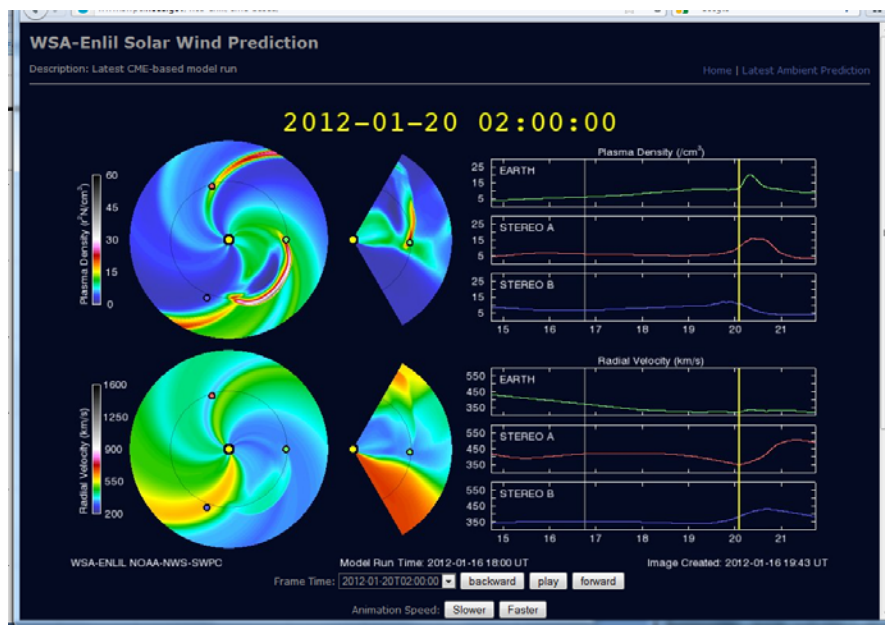 WSA-Enlil Solar Wind Prediction
Description: Latest CME-based model run
Home | Latest Ambient Prediction
2012-01-20 02:00:00
Plasma Density (r²N/cm³)
60
45
30
15
0
Plasma Density (/cm³)
25
15
5
EARTH
25
15
5
STEREO A
25
15
5
STEREO B
15 16 17 18 19 20 21
Radial Velocity (km/s)
1600
1250
900
550
200
Radial Velocity (km/s)
550
450
350
EARTH
550
450
350
STEREO A
550
450
350
STEREO B
15 16 17 18 19 20 21
WSA-ENLIL NOAA-NWS-SWPC
Model Run Time: 2012-01-16 18:00 UT
Image Created: 2012-01-16 19:43 UT
Frame Time: 2012-01-20T02:00:00 backward play forward
Animation Speed: Slower Faster